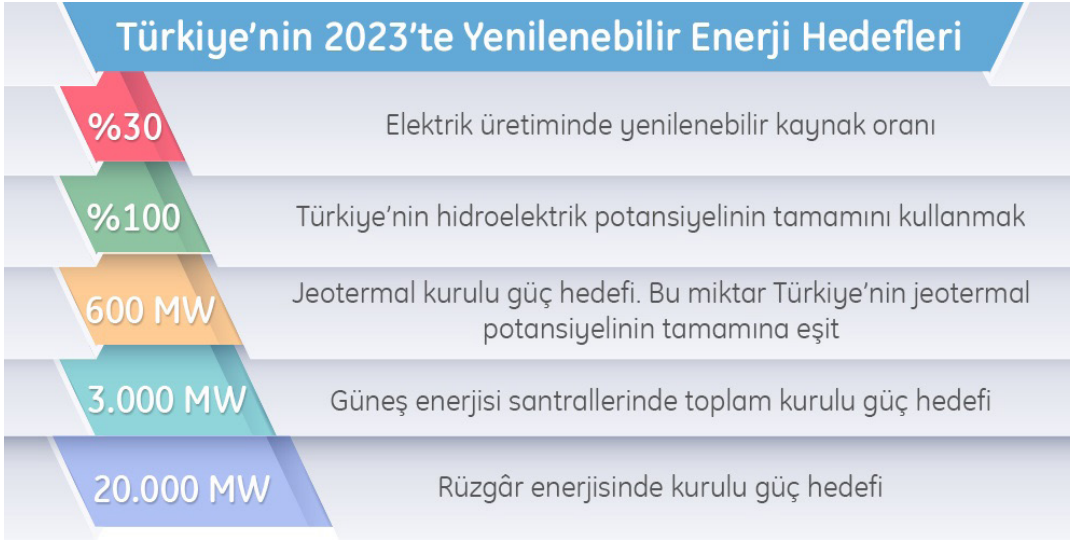 Türkiye'nin 2023'te Yenilenebilir Enerji Hedefleri
%30
Elektrik üretiminde yenilenebilir kaynak oranı
%100
Türkiye'nin hidroelektrik potansiyelinin tamamını kullanmak
600 MW
Jeotermal kurulu güç hedefi. Bu miktar Türkiye'nin jeotermal
potansiyelinin tamamına eşit
3.000 MW
Güneş enerjisi santrallerinde toplam kurulu güç hedefi
20.000 MW
Rüzgâr enerjisinde kurulu güç hedefi